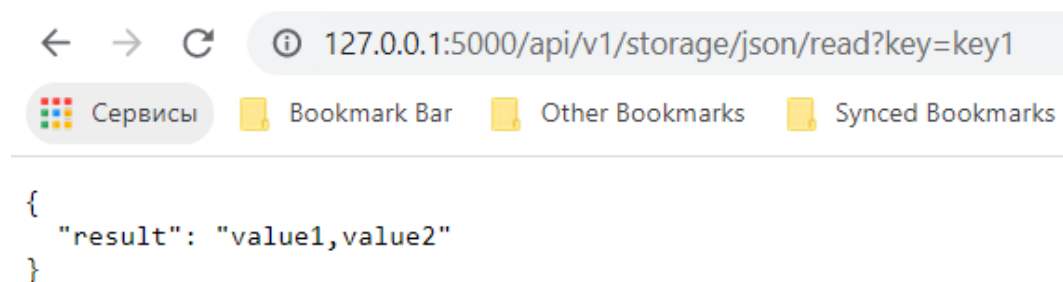 127.0.0.1:5000/api/v1/storage/json/read?key=key1
Сервисы Bookmark Bar Other Bookmarks Synced Bookmarks
{
  "result": "value1,value2"
}